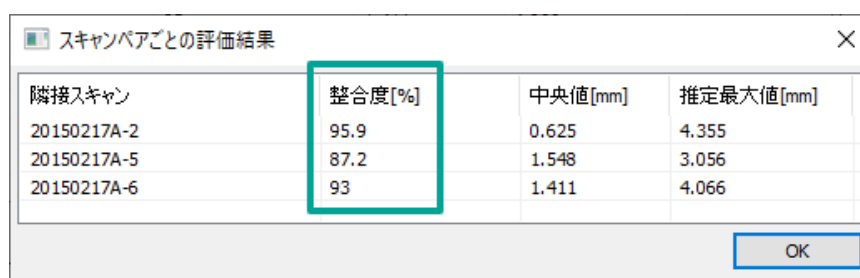 スキャンペアごとの評価結果
隣接スキャン 整合度[%] 中央値[mm] 推定最大値[mm]
20150217A-2 95.9 0.625 4.355
20150217A-5 87.2 1.548 3.056
20150217A-6 93 1.411 4.066
OK